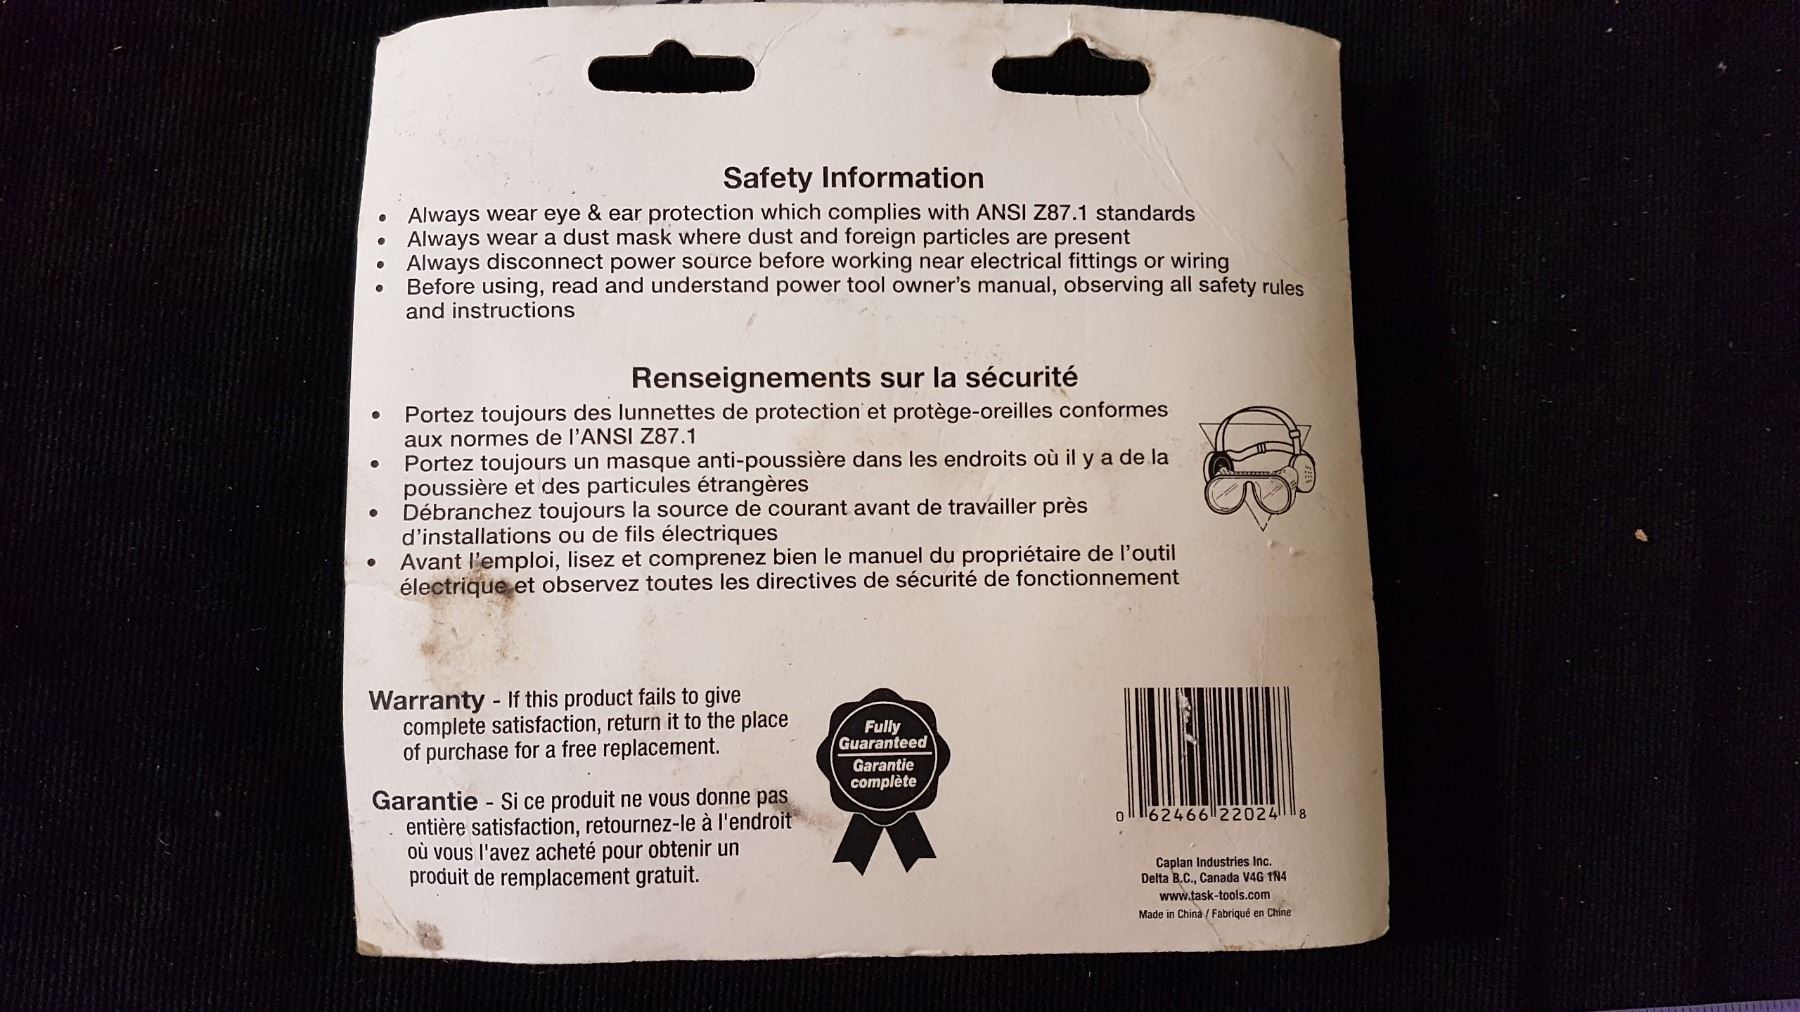 Safety Information
• Always wear eye & ear protection which complies with ANSI Z87.1 standards
• Always wear a dust mask where dust and foreign particles are present
• Always disconnect power source before working near electrical fittings or wiring
• Before using, read and understand power tool owner's manual, observing all safety rules
and instructions
Renseignements sur la sécurité
• Portez toujours des lunnettes de protection et protège-oreilles conformes
aux normes de l'ANSI Z87.1
• Portez toujours un masque anti-poussière dans les endroits où il y a de la
poussière et des particules étrangères
• Débranchez toujours la source de courant avant de travailler près
d'installations ou de fils électriques
• Avant l'emploi, lisez et comprenez bien le manuel du propriétaire de l'outil
électrique et observez toutes les directives de sécurité de fonctionnement
Warranty - If this product fails to give
complete satisfaction, return it to the place
of purchase for a free replacement.
Garantie - Si ce produit ne vous donne pas
entière satisfaction, retournez-le à l'endroit
où vous l'avez acheté pour obtenir un
produit de remplacement gratuit.
Fully
Guaranteed
Garantie
complète
0 62466 22024 8
Caplan Industries Inc.
Delta B.C., Canada V4G 1N4
www.task-tools.com
Made in China / Fabriqué en Chine